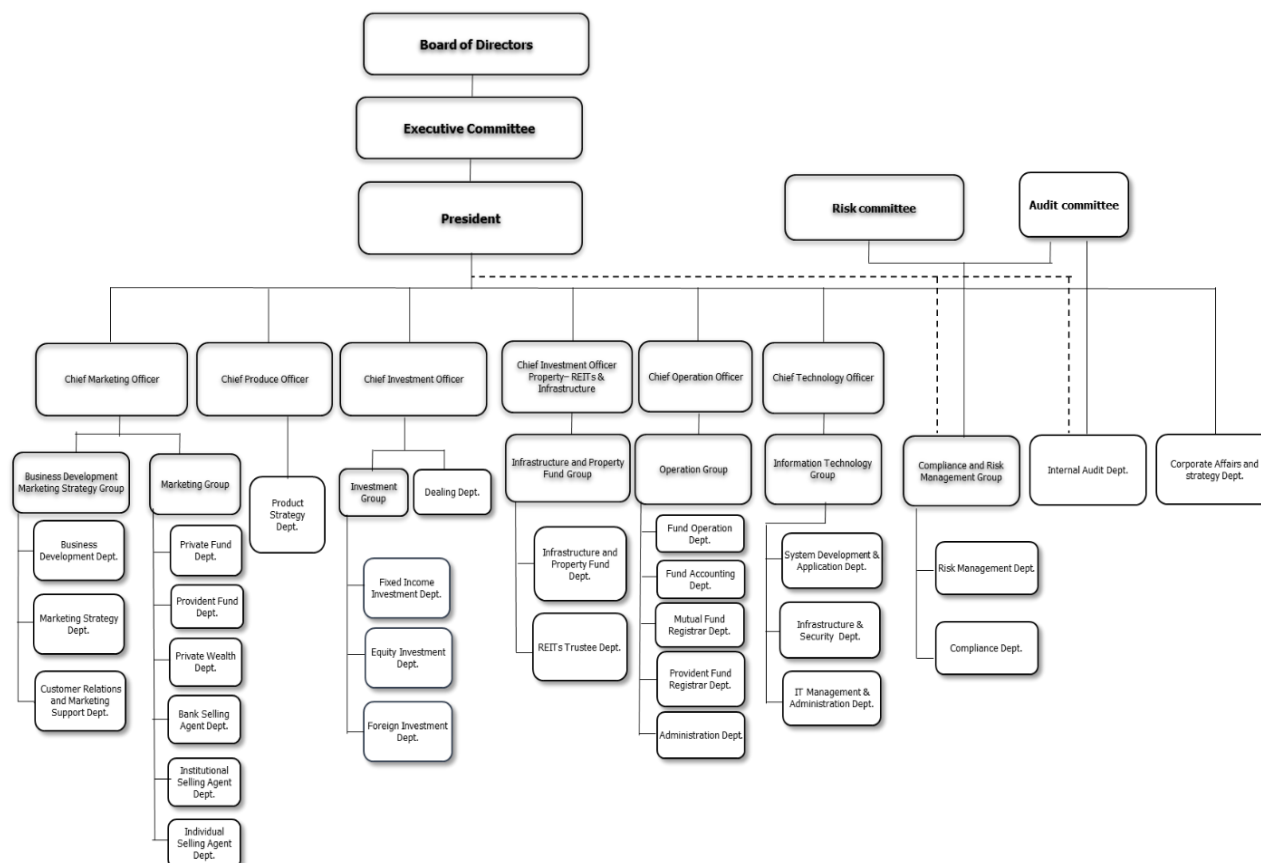 Board of Directors
Executive Committee
President
Risk committee
Audit committee
Chief Marketing Officer
Chief Produce Officer
Chief Investment Officer
Chief Investment Officer
Property– REITs &
Infrastructure
Chief Operation Officer
Chief Technology Officer
Business Development
Marketing Strategy Group
Marketing Group
Product
Strategy
Dept.
Investment
Group
Dealing Dept.
Infrastructure and Property
Fund Group
Operation Group
Information Technology Group
Compliance and Risk
Management Group
Internal Audit Dept.
Corporate Affairs and
strategy Dept.
Business
Development Dept.
Marketing Strategy
Dept.
Customer Relations
and Marketing
Support Dept.
Private Fund
Dept.
Provident Fund
Dept.
Private Wealth
Dept.
Bank Selling
Agent Dept.
Institutional
Selling Agent
Dept.
Individual
Selling Agent
Dept.
Fixed Income
Investment Dept.
Equity Investment
Dept.
Foreign Investment
Dept.
Infrastructure and
Property Fund
Dept.
REITs Trustee Dept.
Fund Operation
Dept.
Fund Accounting
Dept.
Mutual Fund
Registrar Dept.
Provident Fund
Registrar Dept.
Administration Dept.
System Development &
Application Dept.
Infrastructure &
Security Dept.
IT Management &
Administration Dept.
Risk Management Dept.
Compliance Dept.